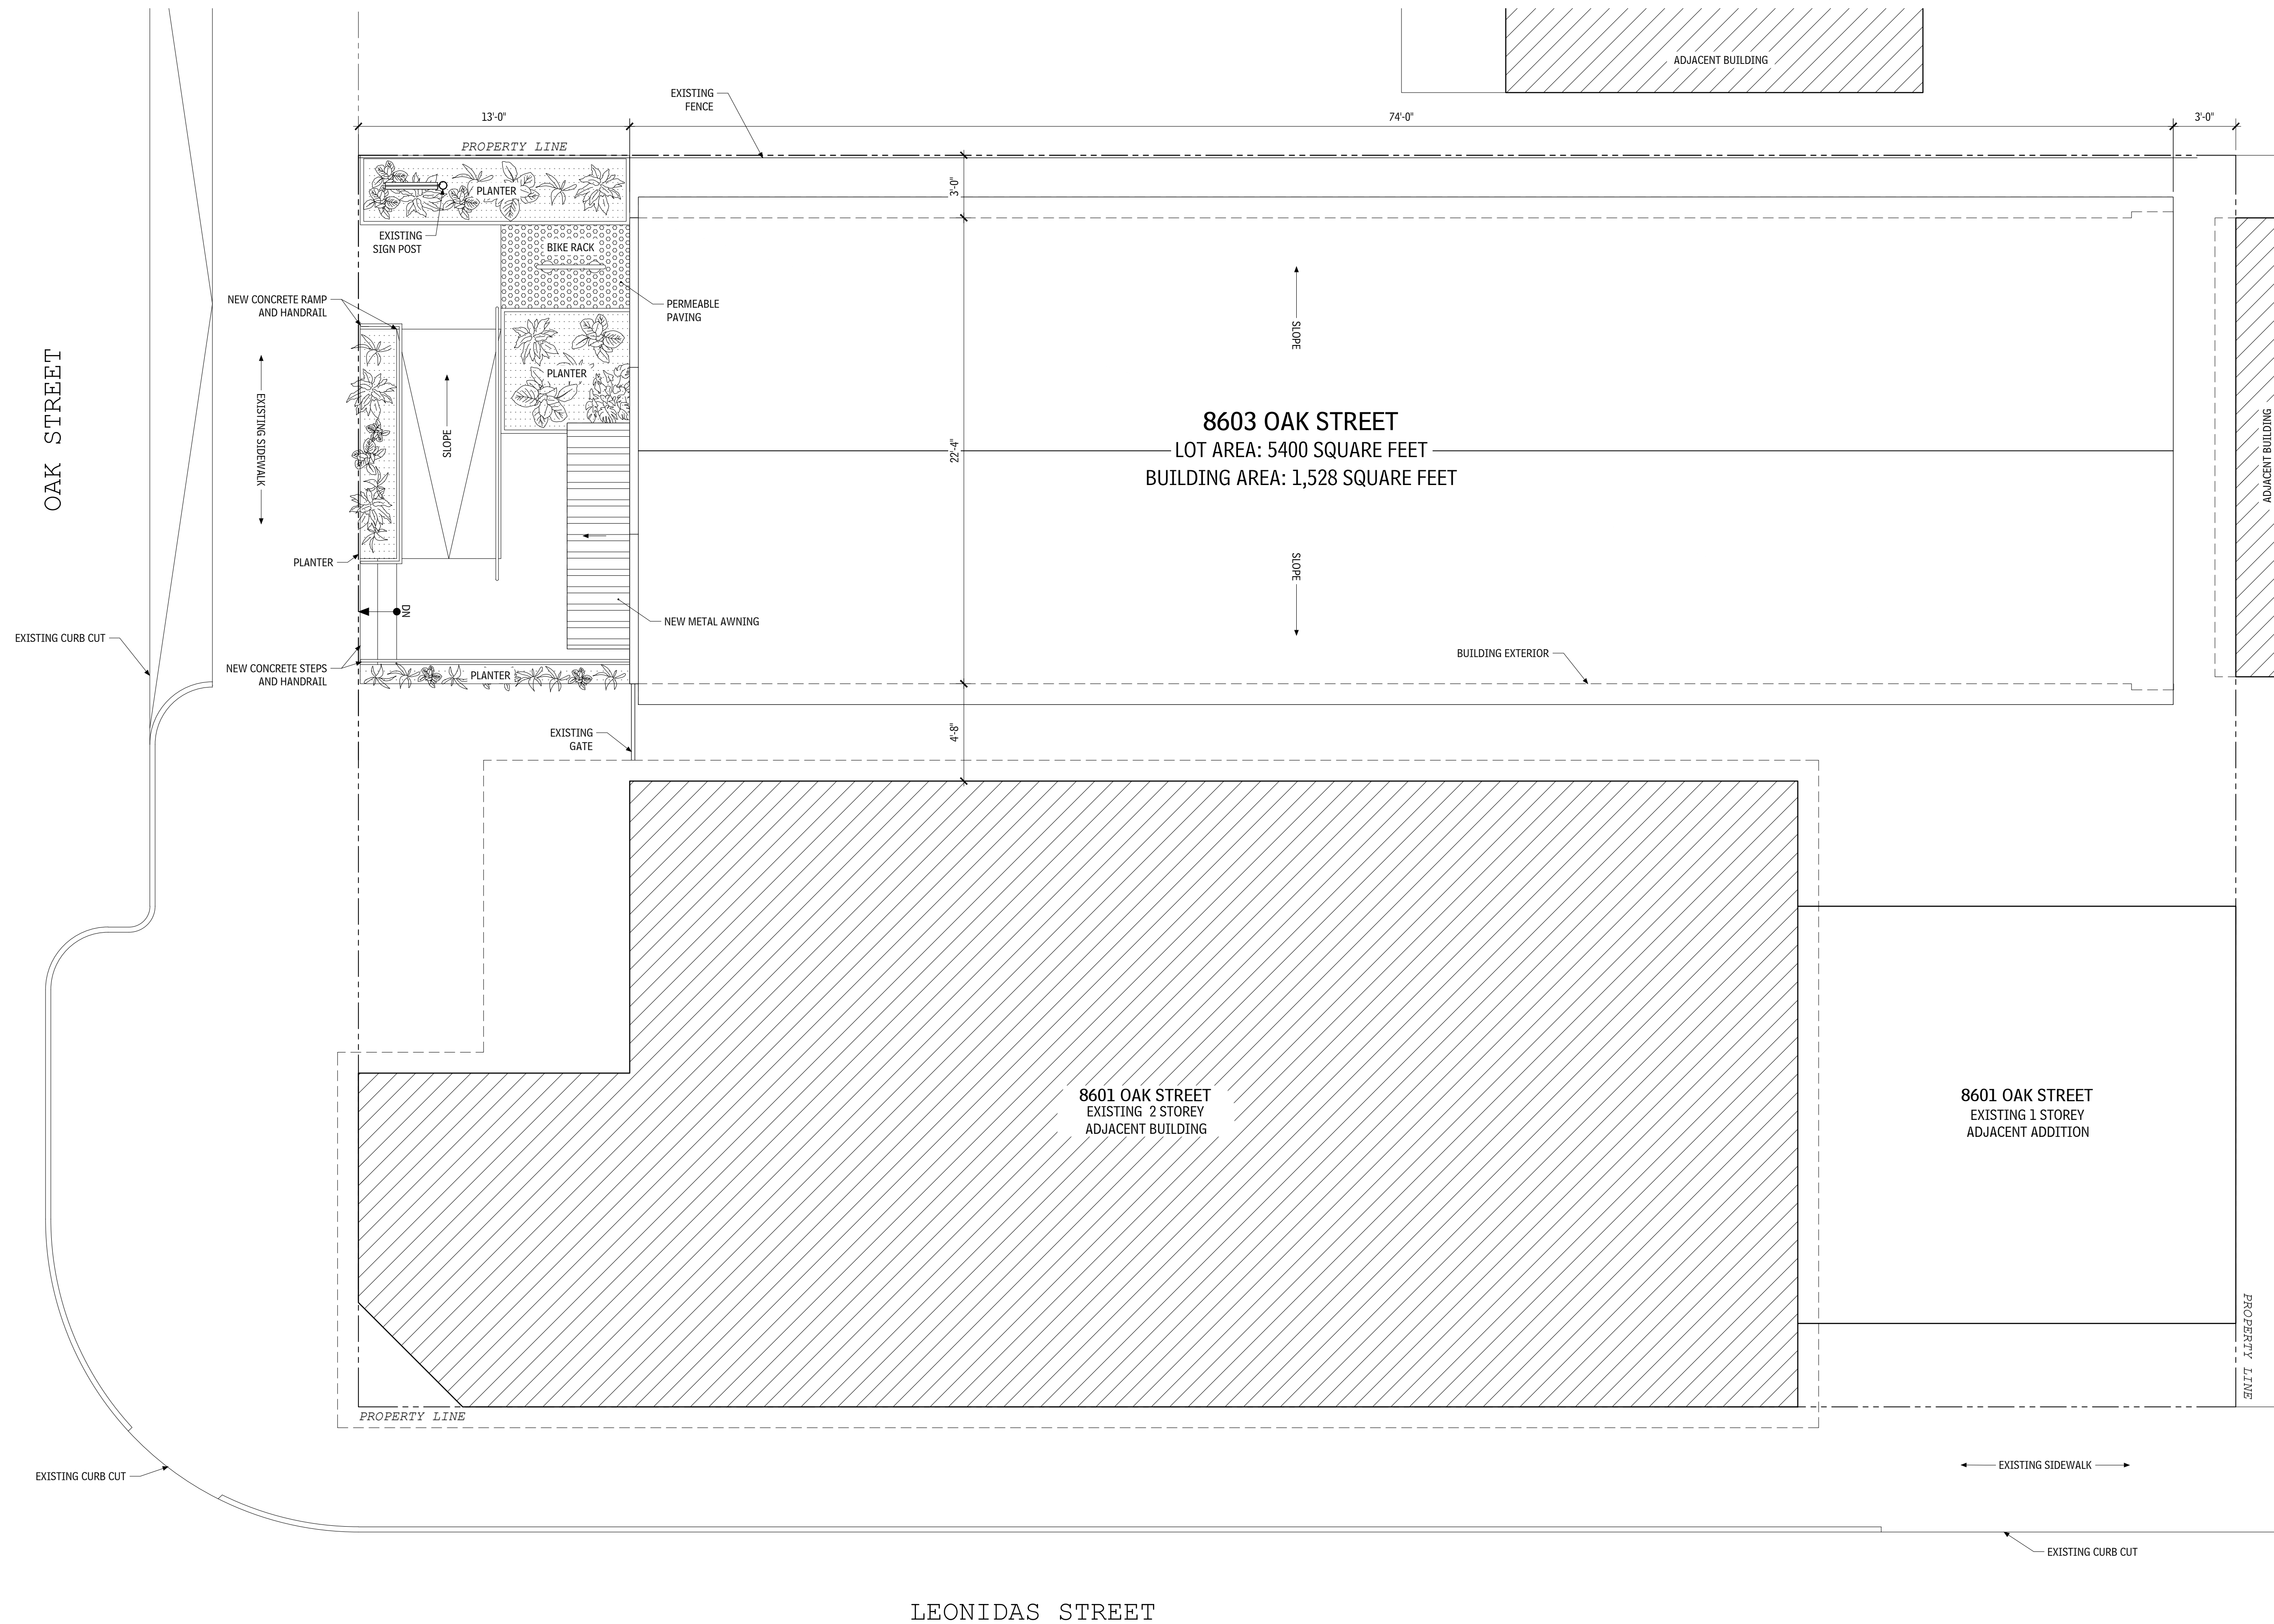 ADJACENT BUILDING
EXISTING
FENCE
13'-0"
74'-0"
3'-0"
PROPERTY LINE
3'-0"
PLANTER
EXISTING
SIGN POST
BIKE RACK
NEW CONCRETE RAMP
AND HANDRAIL
PERMEABLE
PAVING
SLOPE
OAK STREET
EXISTING SIDEWALK
SLOPE
PLANTER
8603 OAK STREET
LOT AREA: 5400 SQUARE FEET
BUILDING AREA: 1,528 SQUARE FEET
22'-4"
ADJACENT BUILDING
PLANTER
SLOPE
DN
NEW METAL AWNING
EXISTING CURB CUT
BUILDING EXTERIOR
NEW CONCRETE STEPS
AND HANDRAIL
PLANTER
EXISTING
GATE
4'-8"
8601 OAK STREET
EXISTING 2 STOREY
ADJACENT BUILDING
8601 OAK STREET
EXISTING 1 STOREY
ADJACENT ADDITION
PROPERTY LINE
PROPERTY LINE
EXISTING CURB CUT
EXISTING SIDEWALK
EXISTING CURB CUT
LEONIDAS STREET